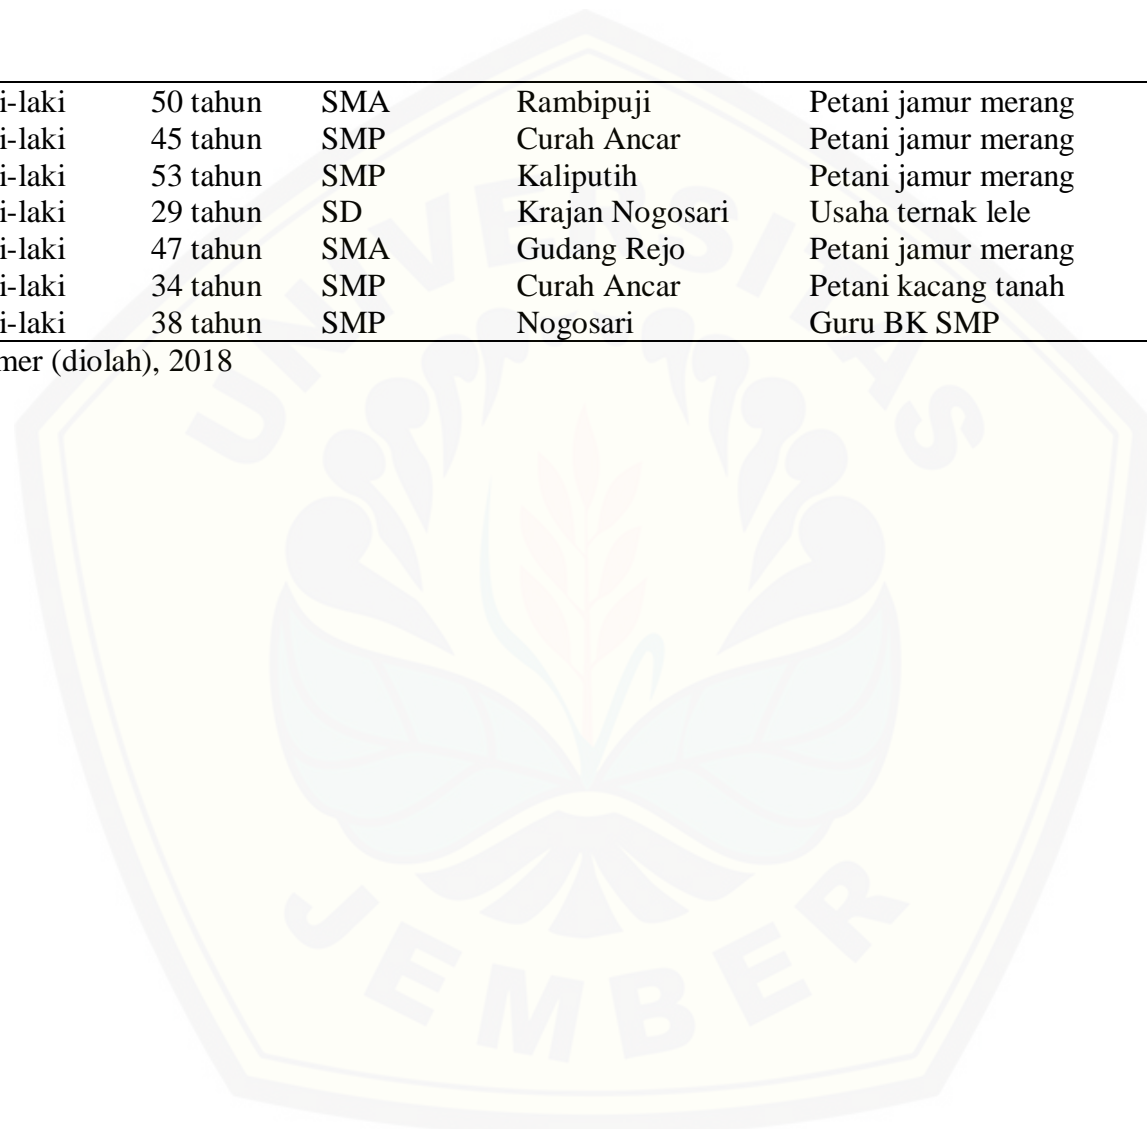 i-laki 50 tahun SMA Rambipuji Petani jamur merang
i-laki 45 tahun SMP Curah Ancar Petani jamur merang
i-laki 53 tahun SMP Kaliputih Petani jamur merang
i-laki 29 tahun SD Krajan Nogosari Usaha ternak lele
i-laki 47 tahun SMA Gudang Rejo Petani jamur merang
i-laki 34 tahun SMP Curah Ancar Petani kacang tanah
i-laki 38 tahun SMP Nogosari Guru BK SMP
mer (diolah), 2018
UNIVERSITAS
JEMBER